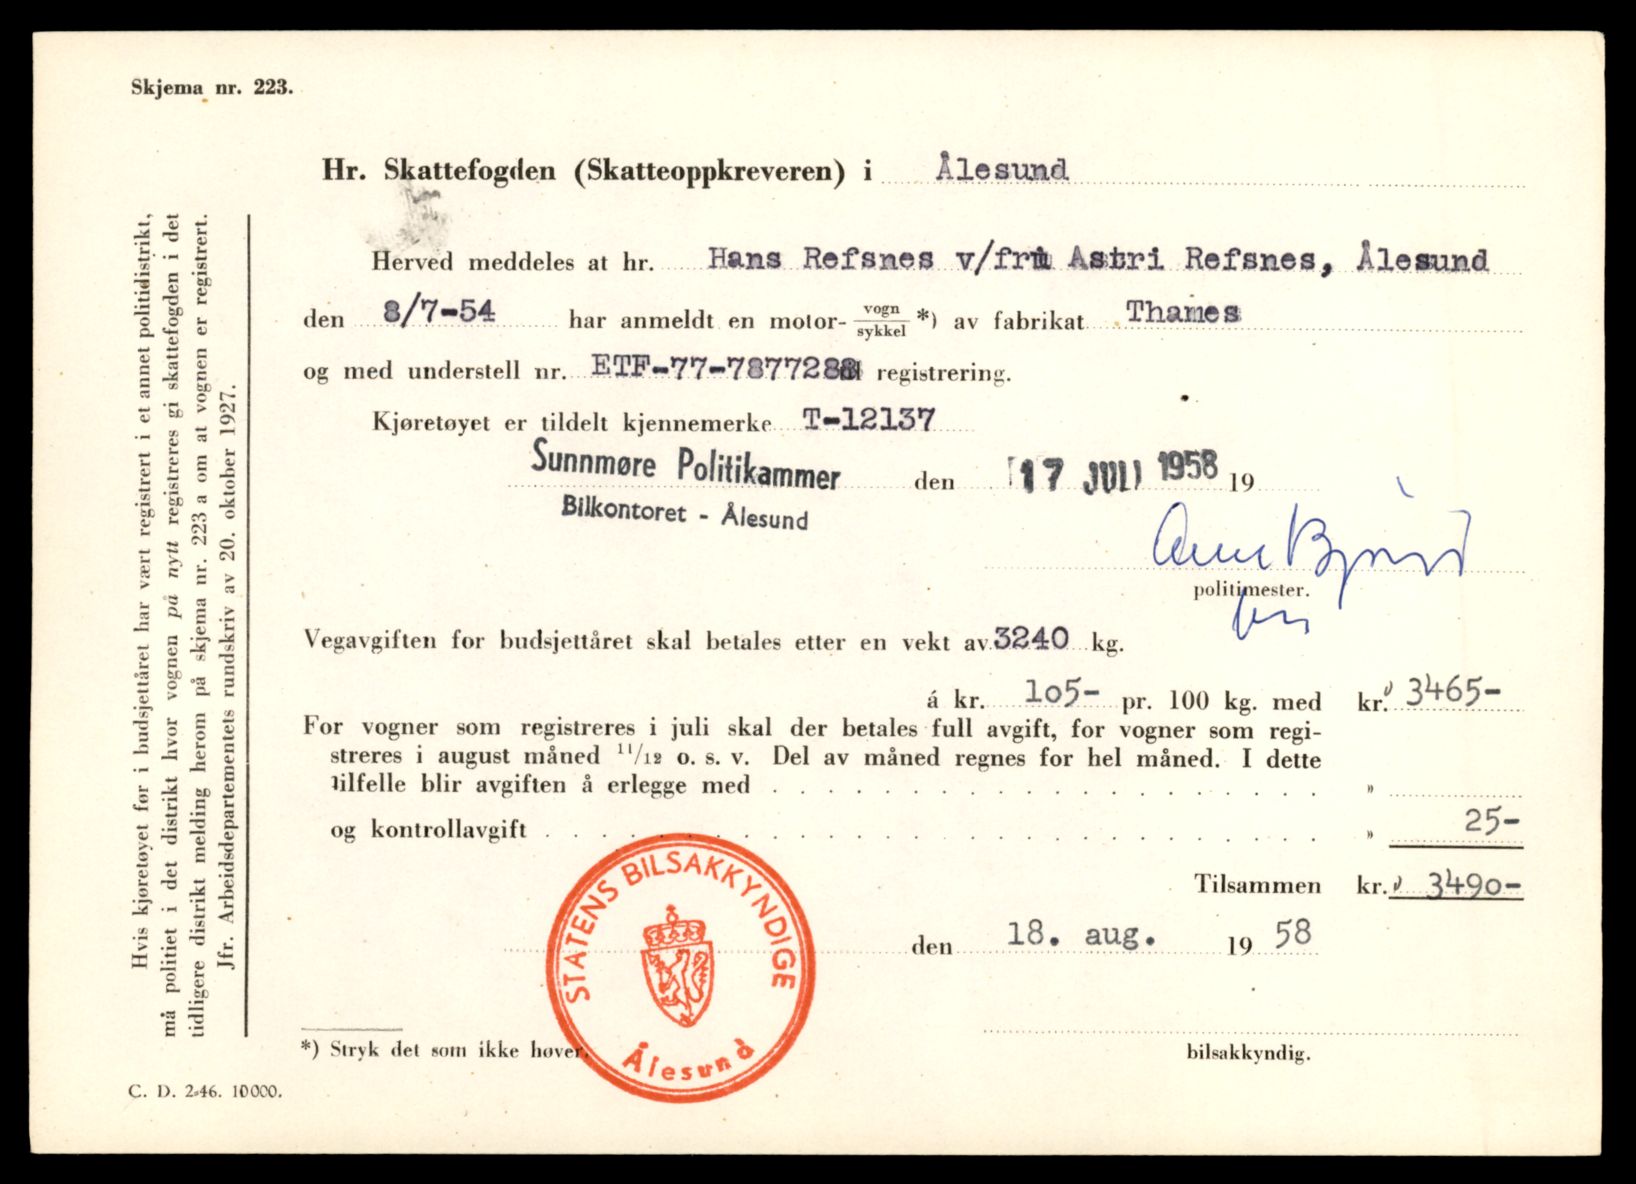 Skjema nr. 223.
Hr. Skattefogden (Skatteoppkreveren) i Ålesund
Herved meddeles at hr. Hans Refsnes v/fru Astri Refsnes, Ålesund
den 8/7-54 har anmeldt en motor- vogn/sykkel *) av fabrikat Thames
og med understell nr. ETF-77-787728 registrering.
Kjøretøyet er tildelt kjennemerke T-12137
Sunnmøre Politikammer den 17 JULI 1958 19
Bilkontoret - Ålesund
politimester.
Vegavgiften for budsjettåret skal betales etter en vekt av 3240 kg.
á kr. 105- pr. 100 kg. med kr. 3465-
For vogner som registreres i juli skal der betales full avgift, for vogner som regi-
streres i august måned 11/12 o. s. v. Del av måned regnes for hel måned. I dette
tilfelle blir avgiften å erlegge med . . . . . . . . . . . . . . . . . . . »
og kontrollavgift . . . . . . . . . . . . . . . . . . . . . . . . . . . » 25-
Tilsammen kr. 3490-
den 18. aug. 19 58
STATENS BILSAKKYNDIGE
Ålesund
*) Stryk det som ikke høver.
bilsakkyndig.
C. D. 2-46. 10000.
Hvis kjøretøyet før i budsjettåret har vært registrert i et annet politidistrikt,
må politiet i det distrikt hvor vognen på nytt registreres gi skattefogden i det
tidligere distrikt melding herom på skjema nr. 223 a om at vognen er registrert.
Jfr. Arbeidsdepartementets rundskriv av 20. oktober 1927.